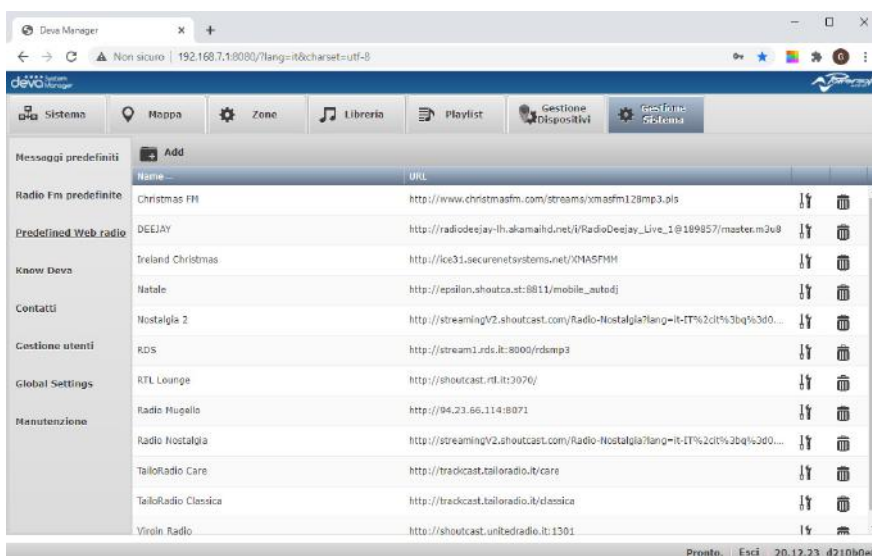 Deva Manager
Non sicuro | 192.168.7.1:8080/?lang=it&charset=utf-8
deva System Manager
Sistema
Mappa
Zone
Libreria
Playlist
Gestione Dispositivi
Gestione Sistema
Messaggi predefiniti
Radio Fm predefinite
Predefined Web radio
Know Deva
Contatti
Gestione utenti
Global Settings
Manutenzione
Add
Name URL
Christmas FM http://www.christmasfm.com/streams/xmasfm128mp3.pls
DEEJAY http://radiodeejay-lh.akamaihd.net/i/RadioDeejay_Live_1@189857/master.m3u8
Ireland Christmas http://ice31.securenetsystems.net/XMASFMM
Natale http://epsilon.shoutca.st:8811/mobile_autodj
Nostalgia 2 http://streamingV2.shoutcast.com/Radio-Nostalgia?lang=it-IT%2cit%3bq%3d0....
RDS http://stream1.rds.it:8000/rdsmp3
RTL Lounge http://shoutcast.rtl.it:3070/
Radio Mugello http://94.23.66.114:8071
Radio Nostalgia http://streamingV2.shoutcast.com/Radio-Nostalgia?lang=it-IT%2cit%3bq%3d0....
TailoRadio Care http://trackcast.tailoradio.it/care
TailoRadio Classica http://trackcast.tailoradio.it/classica
Virgin Radio http://shoutcast.unitedradio.it:1301
Pronto. Esci 20.12.23